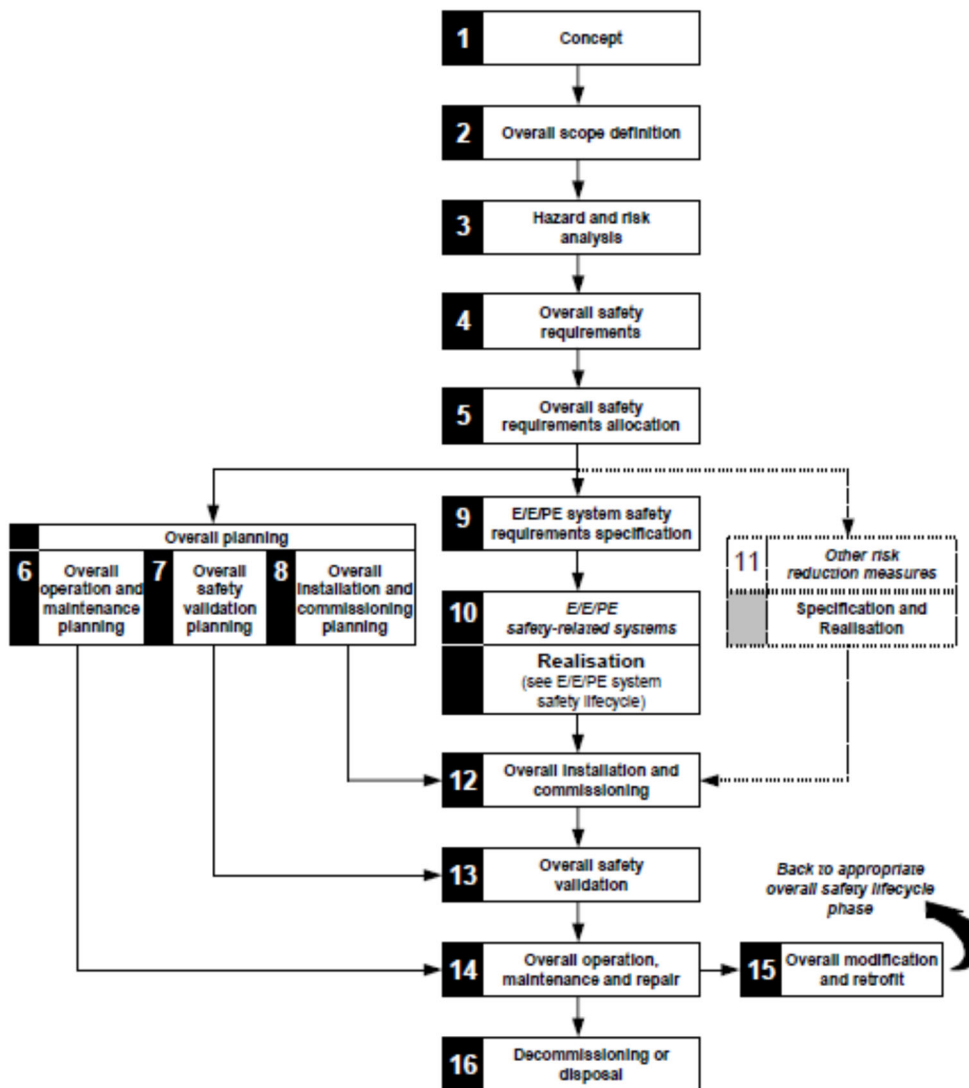 1
Concept
2
Overall scope definition
3
Hazard and risk
analysis
4
Overall safety
requirements
5
Overall safety
requirements allocation
Overall planning
6
Overall
operation and
maintenance
planning
7
Overall
safety
validation
planning
8
Overall
installation and
commissioning
planning
9
E/E/PE system safety
requirements specification
10
E/E/PE
safety-related systems
Realisation
(see E/E/PE system
safety lifecycle)
11
Other risk
reduction measures
Specification and
Realisation
12
Overall installation and
commissioning
13
Overall safety
validation
Back to appropriate
overall safety lifecycle
phase
14
Overall operation,
maintenance and repair
15
Overall modification
and retrofit
16
Decommissioning or
disposal